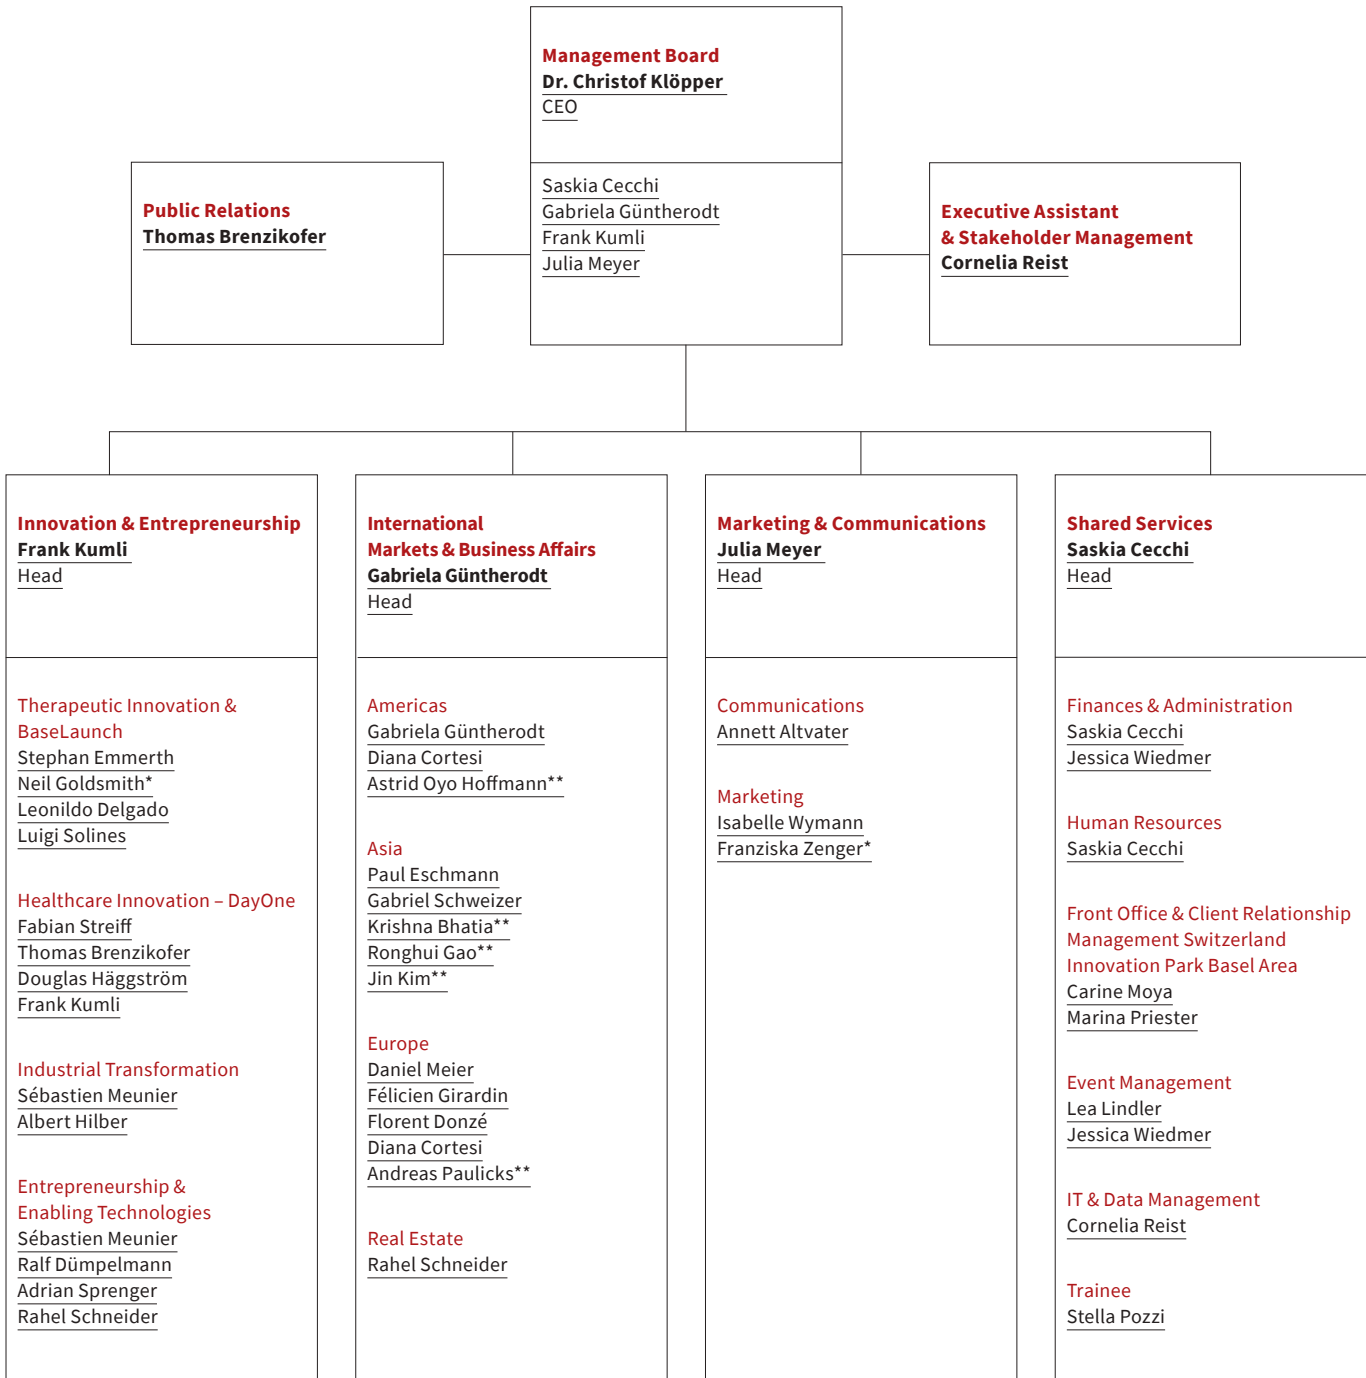 Management Board
Dr. Christof Klöpper
CEO
Saskia Cecchi
Gabriela Güntherodt
Frank Kumli
Julia Meyer
Public Relations
Thomas Brenzikofer
Executive Assistant
& Stakeholder Management
Cornelia Reist
Innovation & Entrepreneurship
Frank Kumli
Head
Therapeutic Innovation &
BaseLaunch
Stephan Emmerth
Neil Goldsmith*
Leonildo Delgado
Luigi Solines
Healthcare Innovation – DayOne
Fabian Streiff
Thomas Brenzikofer
Douglas Häggström
Frank Kumli
Industrial Transformation
Sébastien Meunier
Albert Hilber
Entrepreneurship &
Enabling Technologies
Sébastien Meunier
Ralf Dümpelmann
Adrian Sprenger
Rahel Schneider
International
Markets & Business Affairs
Gabriela Güntherodt
Head
Americas
Gabriela Güntherodt
Diana Cortesi
Astrid Oyo Hoffmann**
Asia
Paul Eschmann
Gabriel Schweizer
Krishna Bhatia**
Ronghui Gao**
Jin Kim**
Europe
Daniel Meier
Félicien Girardin
Florent Donzé
Diana Cortesi
Andreas Paulicks**
Real Estate
Rahel Schneider
Marketing & Communications
Julia Meyer
Head
Communications
Annett Altvater
Marketing
Isabelle Wymann
Franziska Zenger*
Shared Services
Saskia Cecchi
Head
Finances & Administration
Saskia Cecchi
Jessica Wiedmer
Human Resources
Saskia Cecchi
Front Office & Client Relationship
Management Switzerland
Innovation Park Basel Area
Carine Moya
Marina Priester
Event Management
Lea Lindler
Jessica Wiedmer
IT & Data Management
Cornelia Reist
Trainee
Stella Pozzi